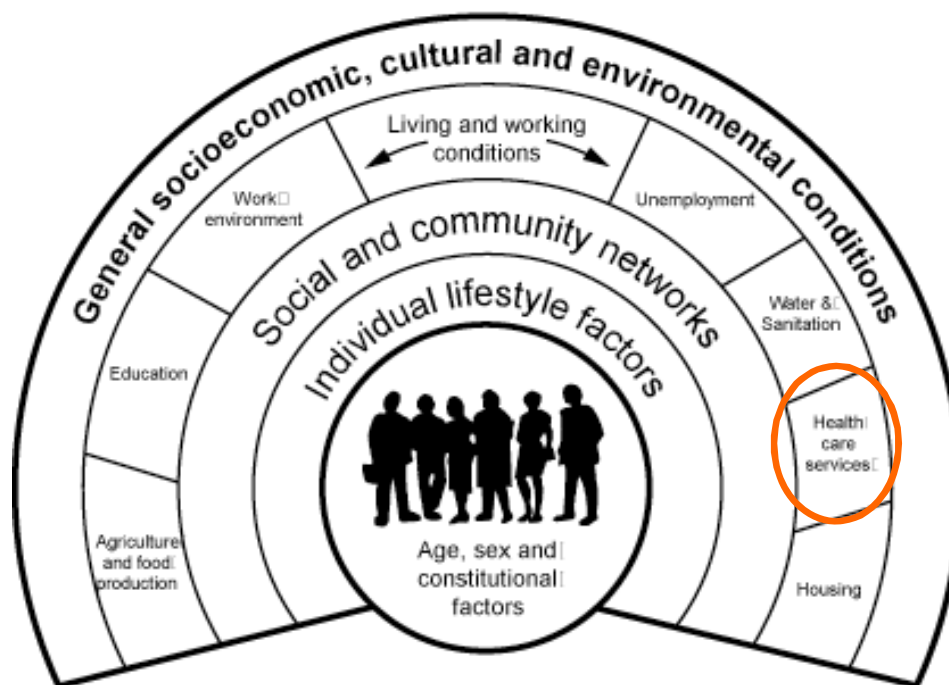 General socioeconomic, cultural and environmental conditions
Living and working
conditions
Work
environment
Unemployment
Education
Water &
Sanitation
Agriculture
and food
production
Health
care
services
Housing
Social and community networks
Individual lifestyle factors
Age, sex and
constitutional
factors